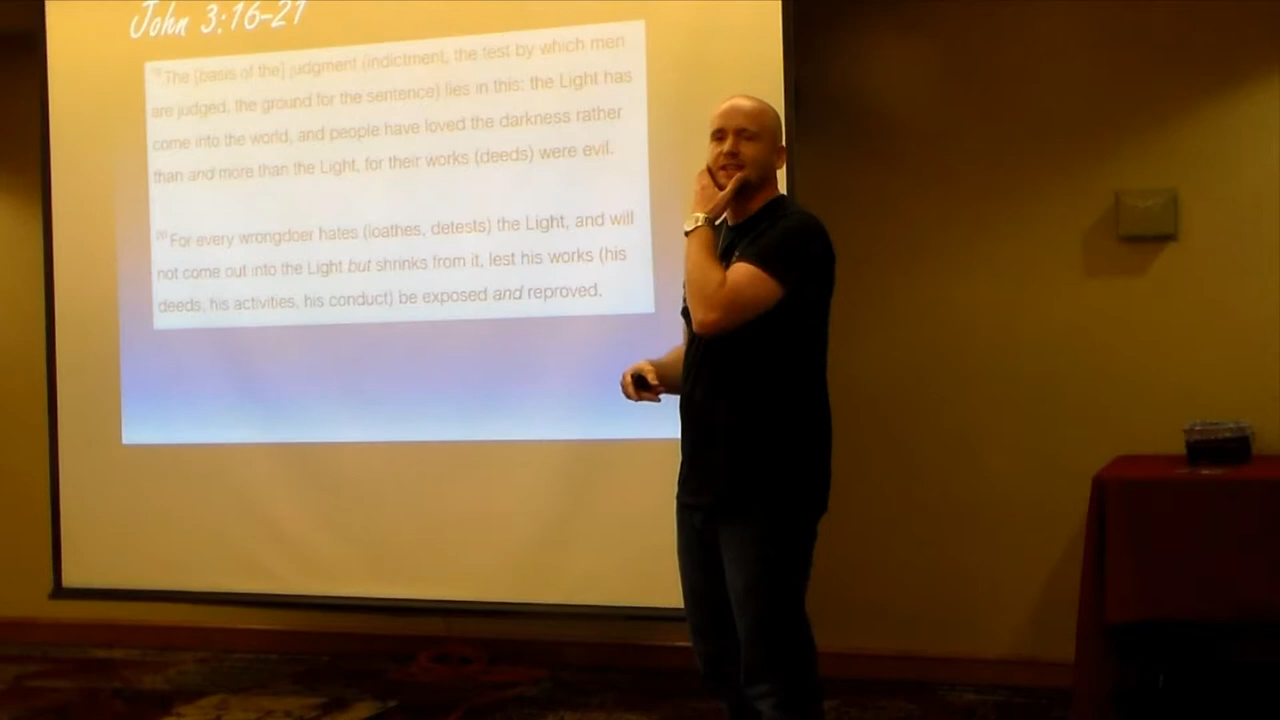 John 3:16-21
19 The [basis of the] judgment (indictment, the test by which men
are judged, the ground for the sentence) lies in this: the Light has
come into the world, and people have loved the darkness rather
than and more than the Light, for their works (deeds) were evil.
20 For every wrongdoer hates (loathes, detests) the Light, and will
not come out into the Light but shrinks from it, lest his works (his
deeds, his activities, his conduct) be exposed and reproved.